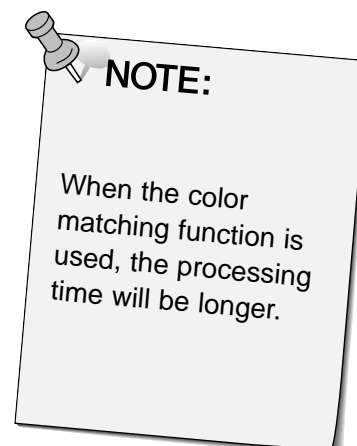 NOTE:
When the color
matching function is
used, the processing
time will be longer.